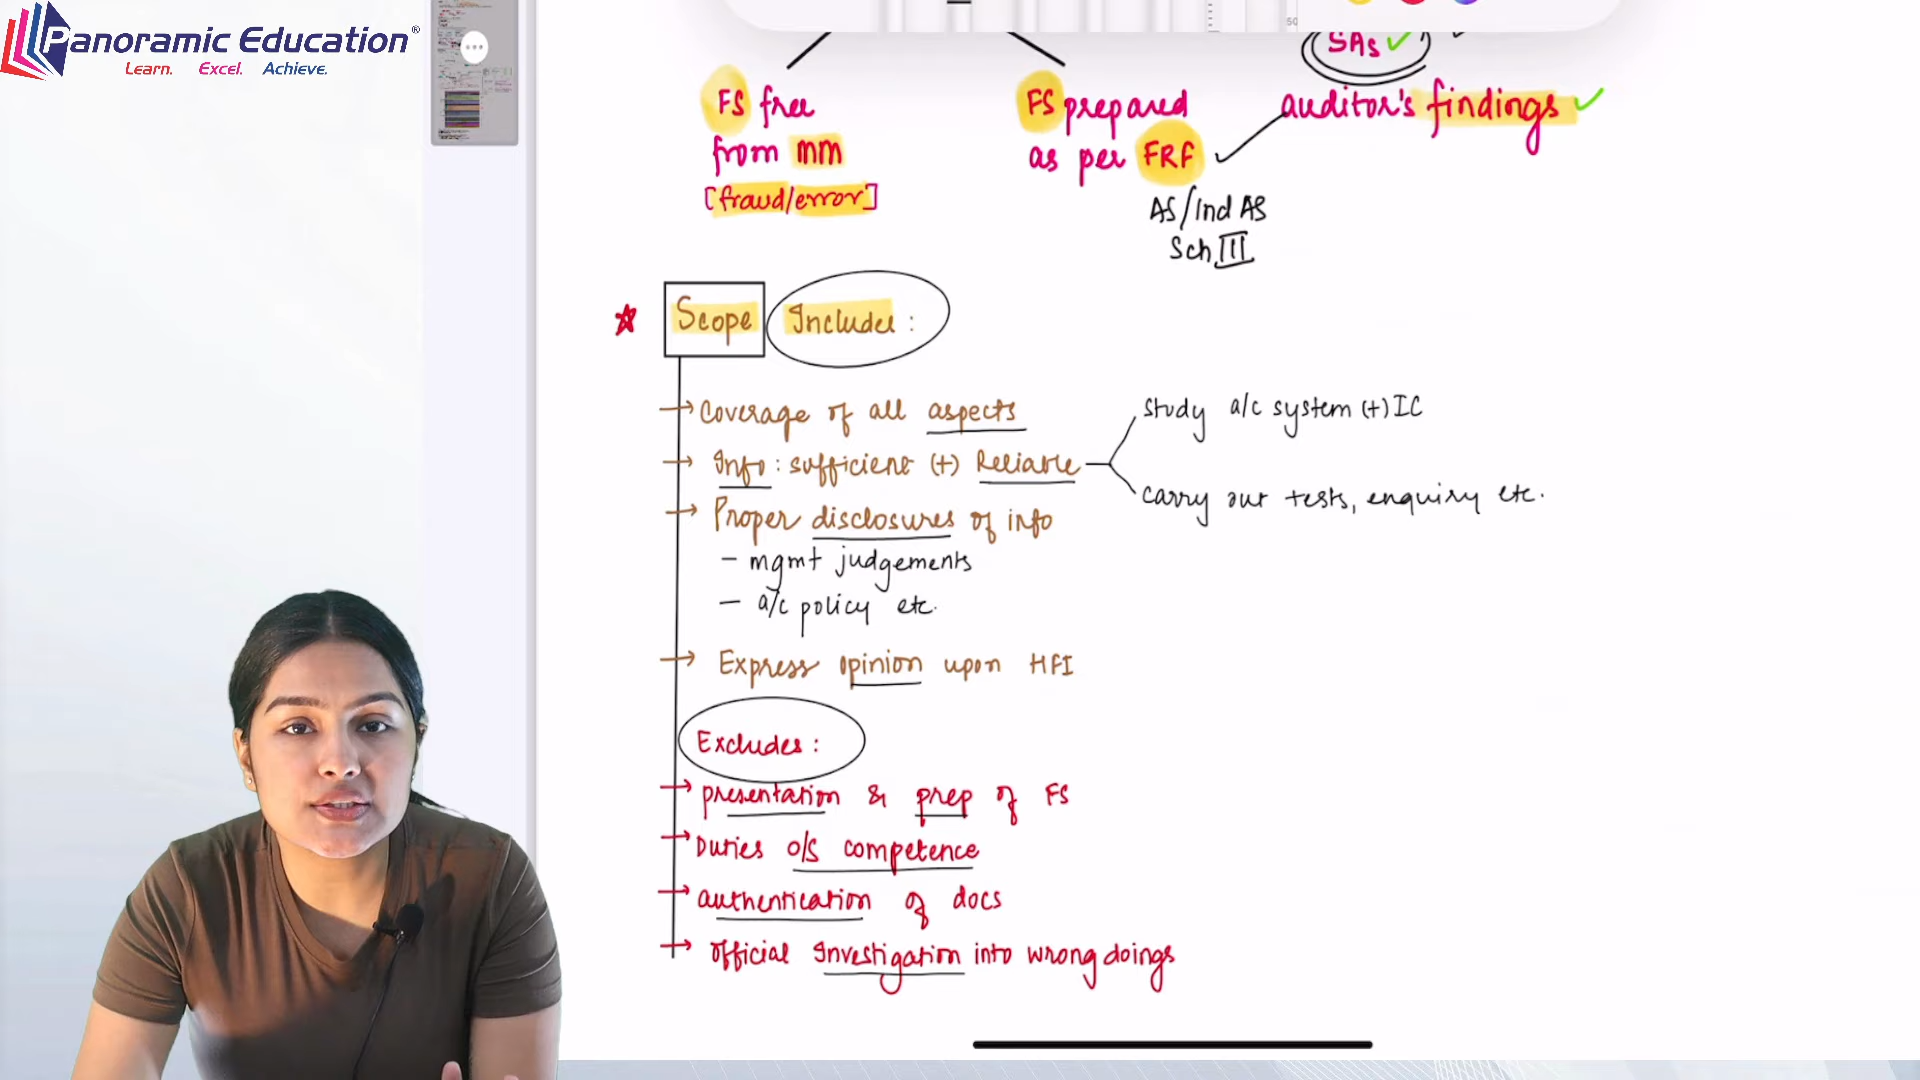 Panoramic Education®
Learn. Excel. Achieve.
SAs
FS free
from MM
[fraud/error]
FS prepared
as per FRF
AS/Ind AS
Sch III
auditor's findings
Scope Includes :
→ Coverage of all aspects
→ Info : sufficient (+) Reliable
study a/c system (+) IC
carry out tests, enquiry etc.
→ Proper disclosures of info
- mgmt judgements
- a/c policy etc.
→ Express opinion upon HFI
Excludes :
→ presentation & prep of FS
→ Duties o/s competence
→ authentication of docs
→ official Investigation into wrong doings